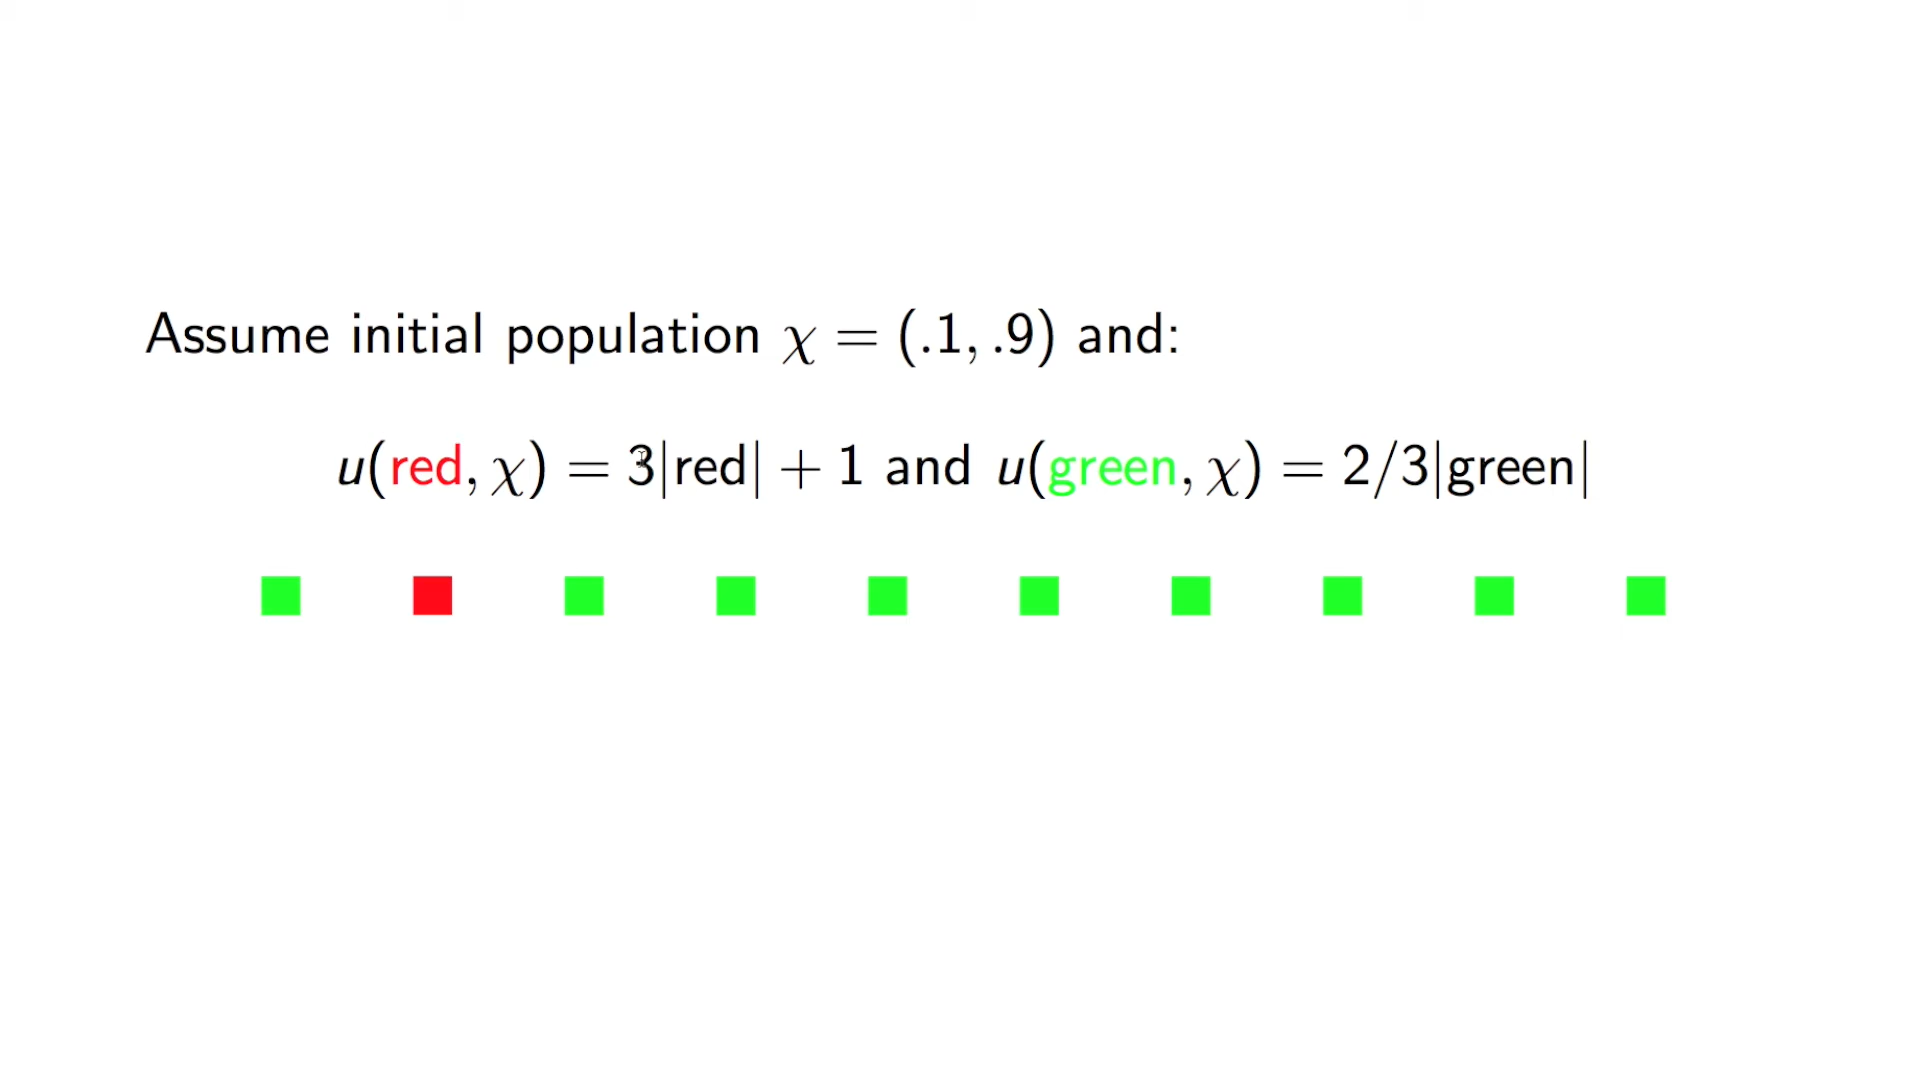 Assume initial population χ = (.1, .9) and:
u(red, χ) = 3|red| + 1 and u(green, χ) = 2/3|green|